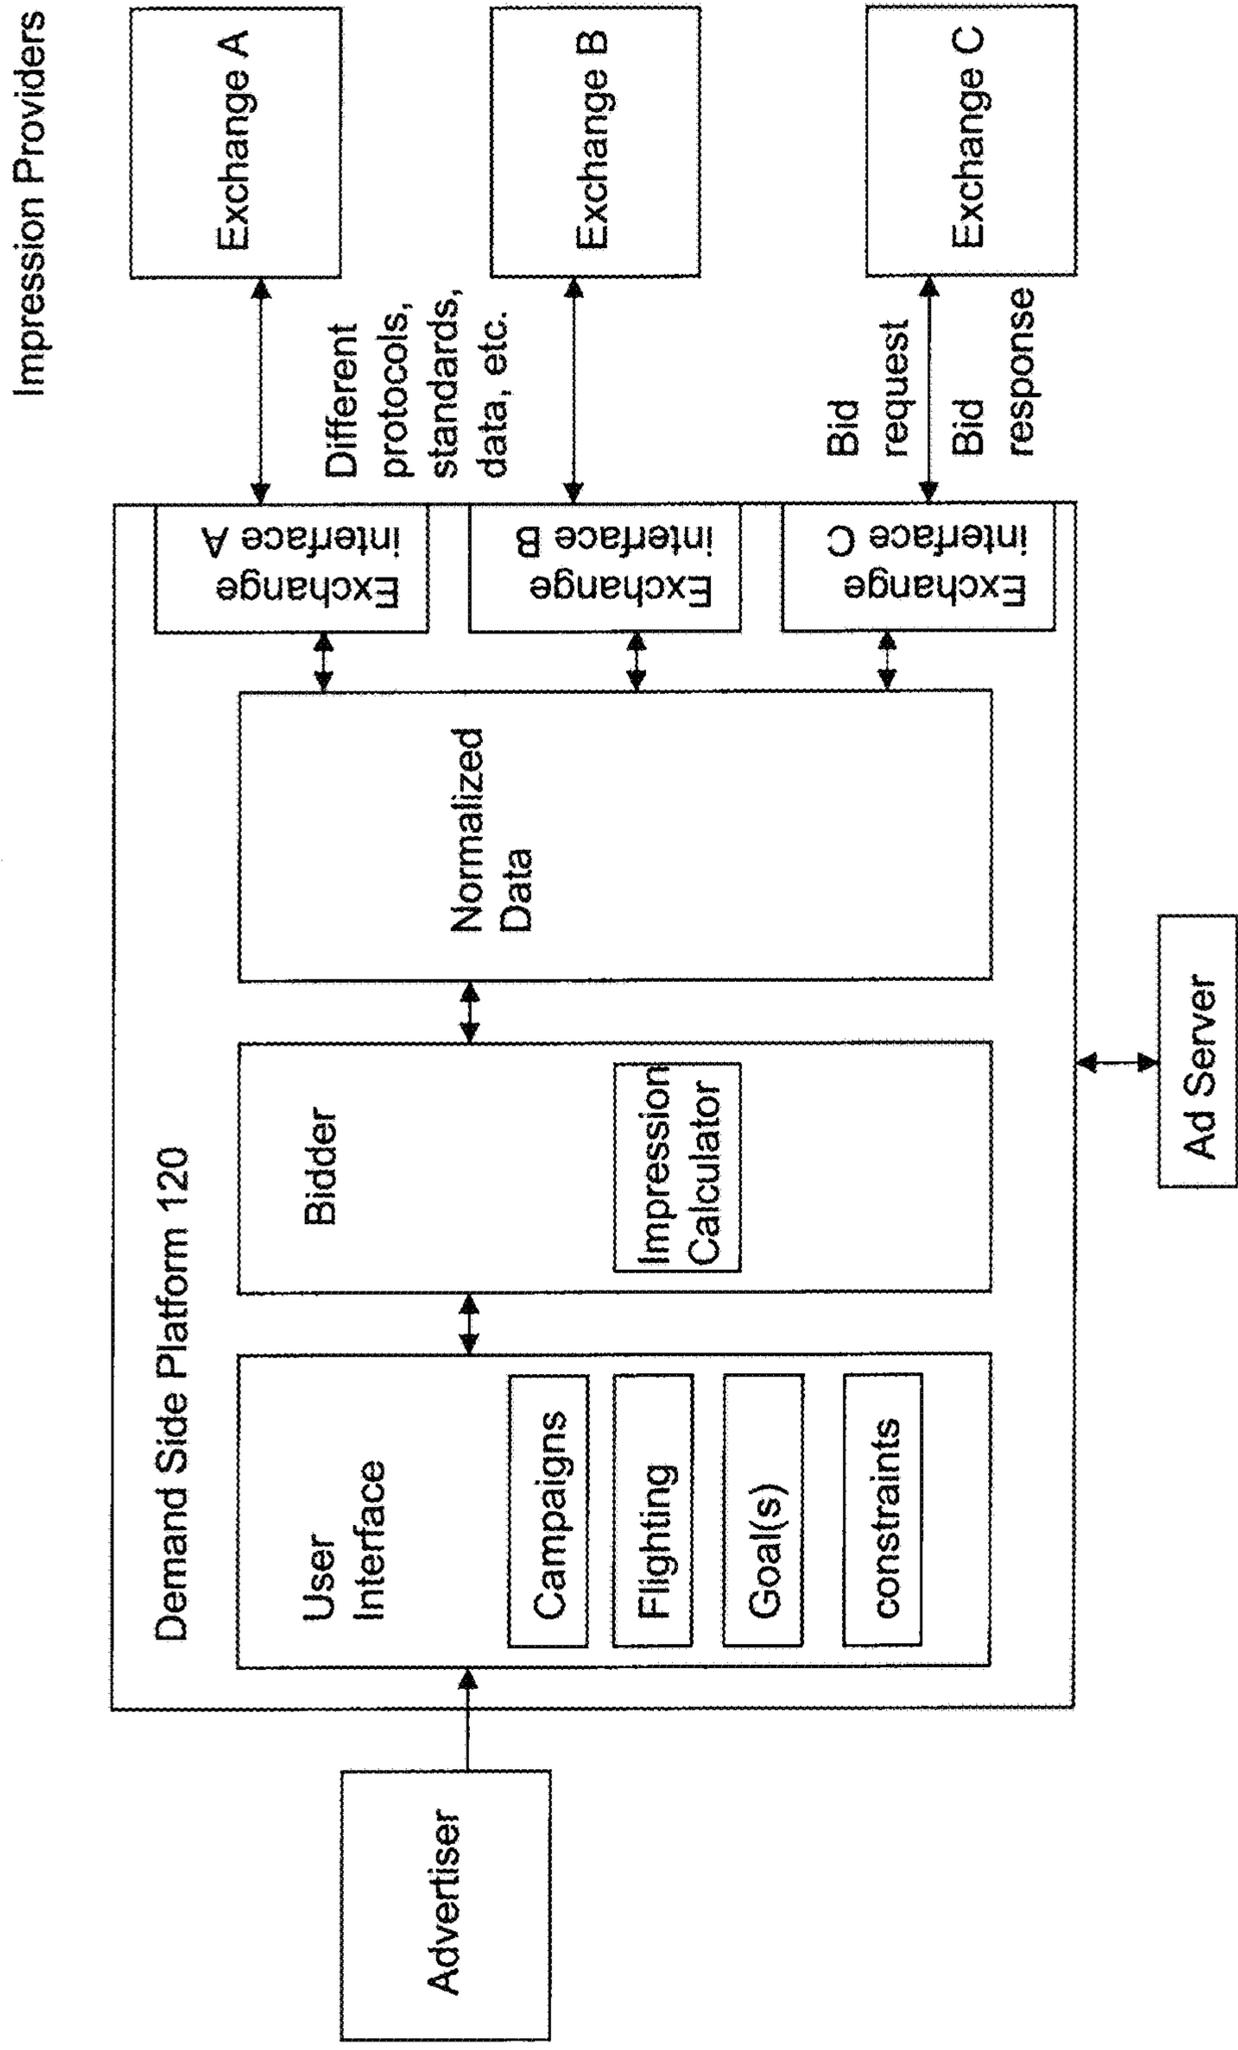 Impression Providers
Demand Side Platform 120
Advertiser
User
Interface
Campaigns
Flighting
Goal(s)
constraints
Bidder
Impression
Calculator
Normalized
Data
Exchange
interface A
Exchange
interface B
Exchange
interface C
Different
protocols,
standards,
data, etc.
Bid
request
Bid
response
Exchange A
Exchange B
Exchange C
Ad Server